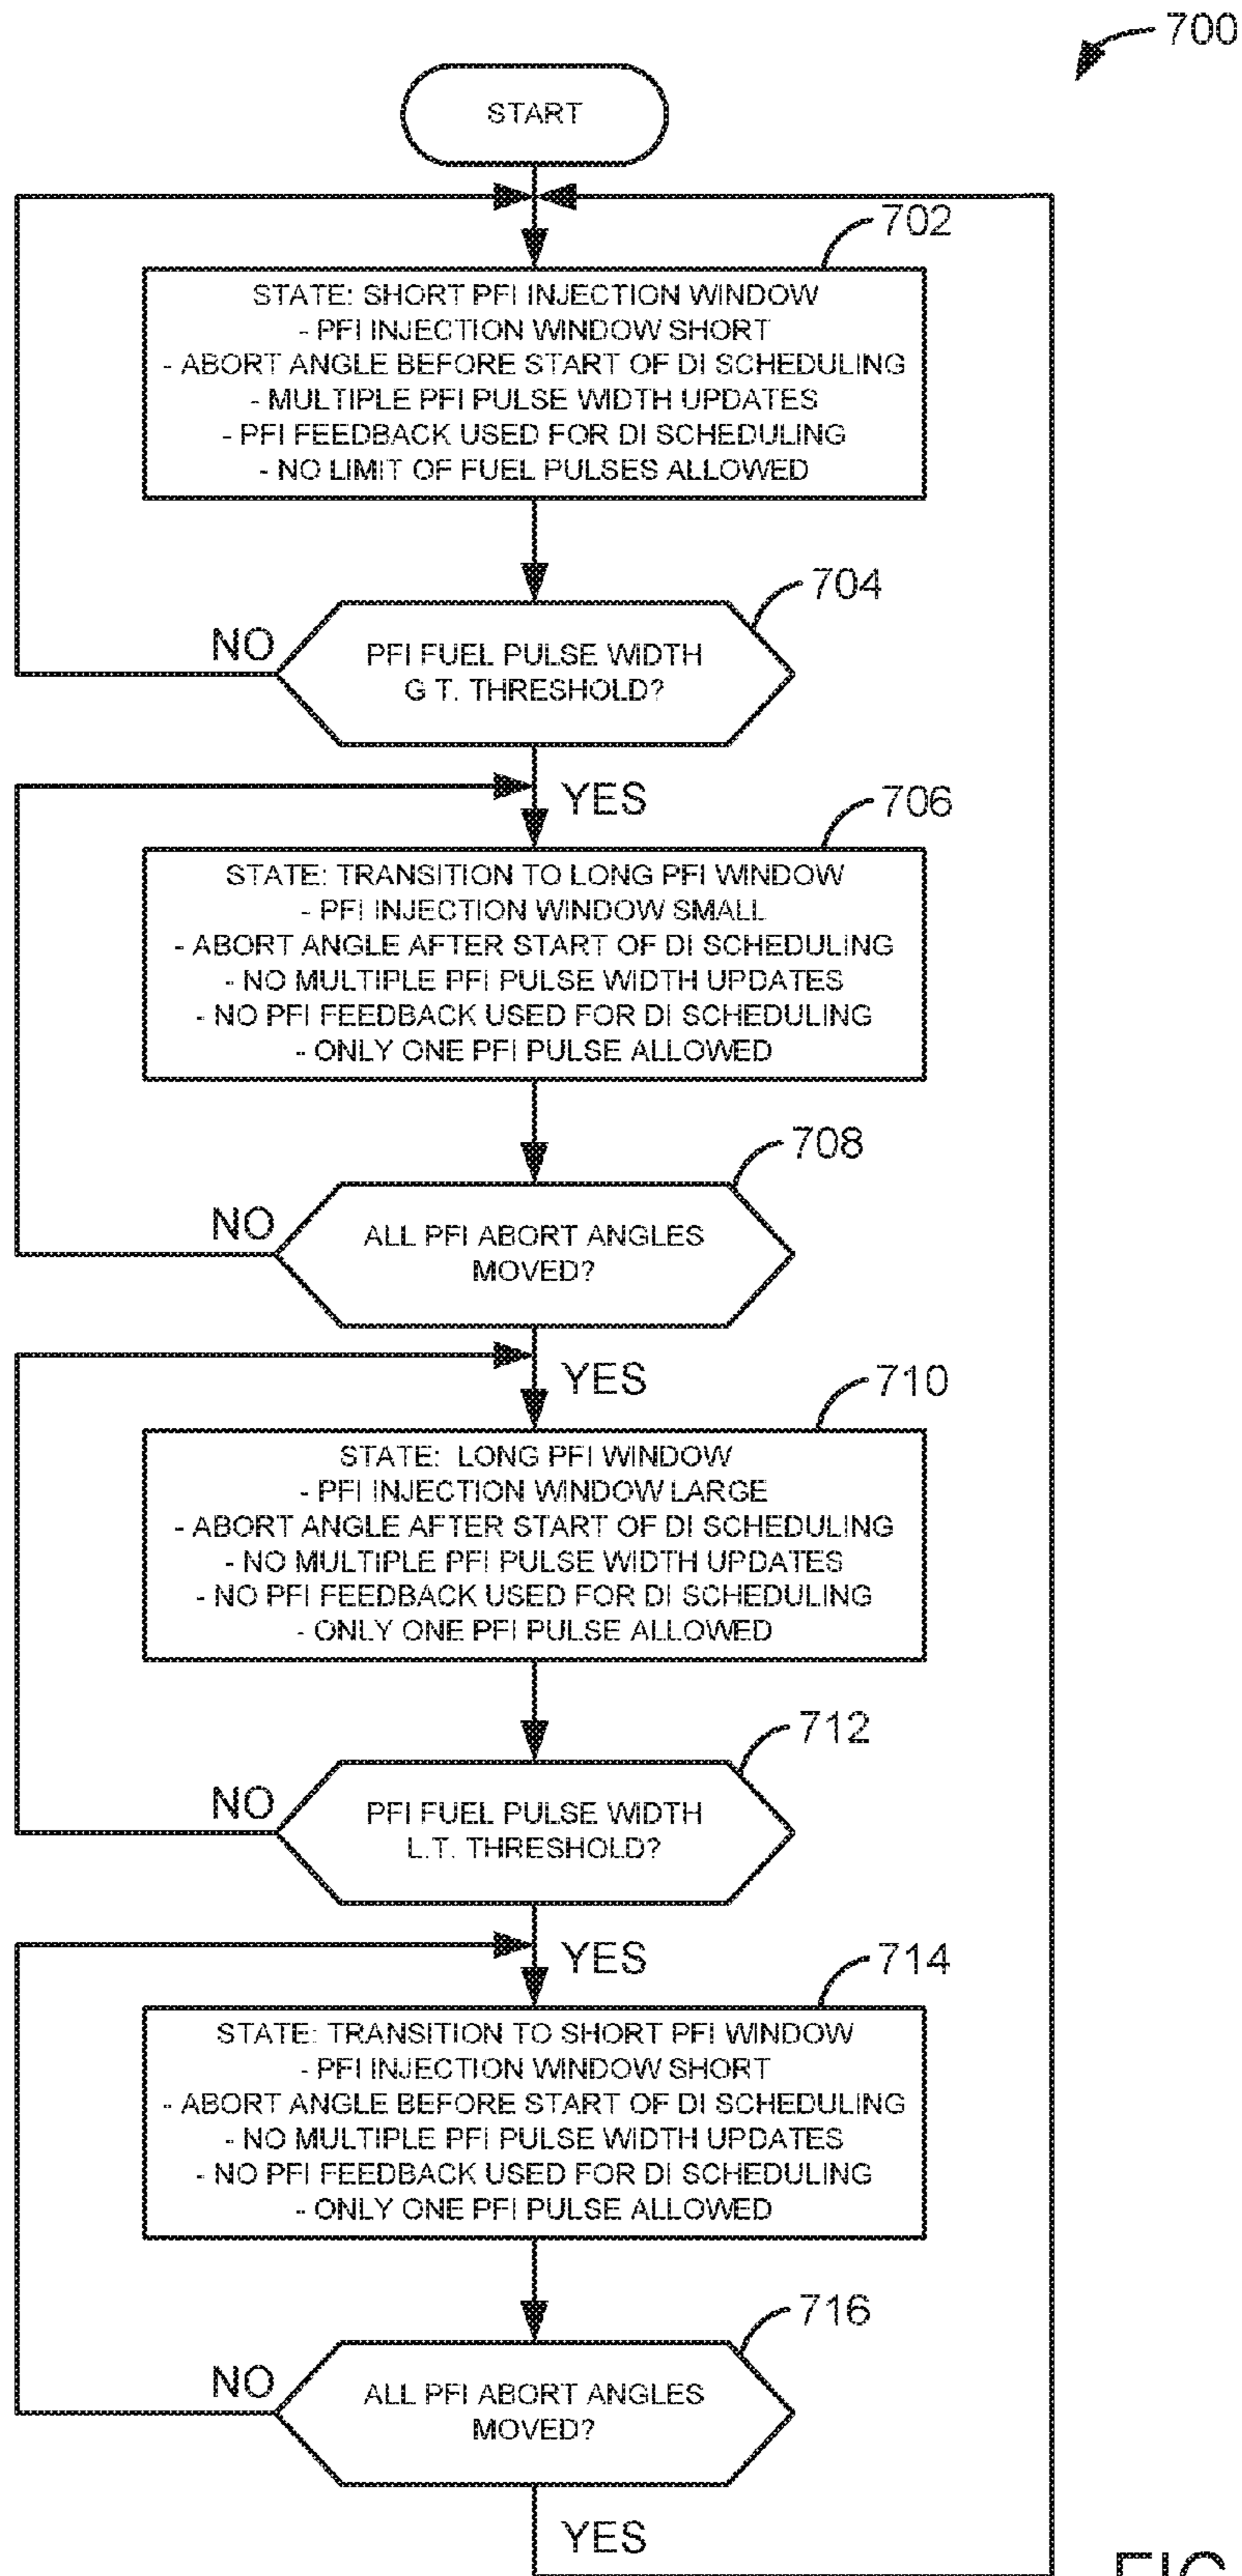 700
START
702
STATE: SHORT PFI INJECTION WINDOW
- PFI INJECTION WINDOW SHORT
- ABORT ANGLE BEFORE START OF DI SCHEDULING
- MULTIPLE PFI PULSE WIDTH UPDATES
- PFI FEEDBACK USED FOR DI SCHEDULING
- NO LIMIT OF FUEL PULSES ALLOWED
704
NO
PFI FUEL PULSE WIDTH
G T. THRESHOLD?
YES
706
STATE: TRANSITION TO LONG PFI WINDOW
- PFI INJECTION WINDOW SMALL
- ABORT ANGLE AFTER START OF DI SCHEDULING
- NO MULTIPLE PFI PULSE WIDTH UPDATES
- NO PFI FEEDBACK USED FOR DI SCHEDULING
- ONLY ONE PFI PULSE ALLOWED
708
NO
ALL PFI ABORT ANGLES
MOVED?
YES
710
STATE: LONG PFI WINDOW
- PFI INJECTION WINDOW LARGE
- ABORT ANGLE AFTER START OF DI SCHEDULING
- NO MULTIPLE PFI PULSE WIDTH UPDATES
- NO PFI FEEDBACK USED FOR DI SCHEDULING
- ONLY ONE PFI PULSE ALLOWED
712
NO
PFI FUEL PULSE WIDTH
L.T. THRESHOLD?
YES
714
STATE: TRANSITION TO SHORT PFI WINDOW
- PFI INJECTION WINDOW SHORT
- ABORT ANGLE BEFORE START OF DI SCHEDULING
- NO MULTIPLE PFI PULSE WIDTH UPDATES
- NO PFI FEEDBACK USED FOR DI SCHEDULING
- ONLY ONE PFI PULSE ALLOWED
716
NO
ALL PFI ABORT ANGLES
MOVED?
YES